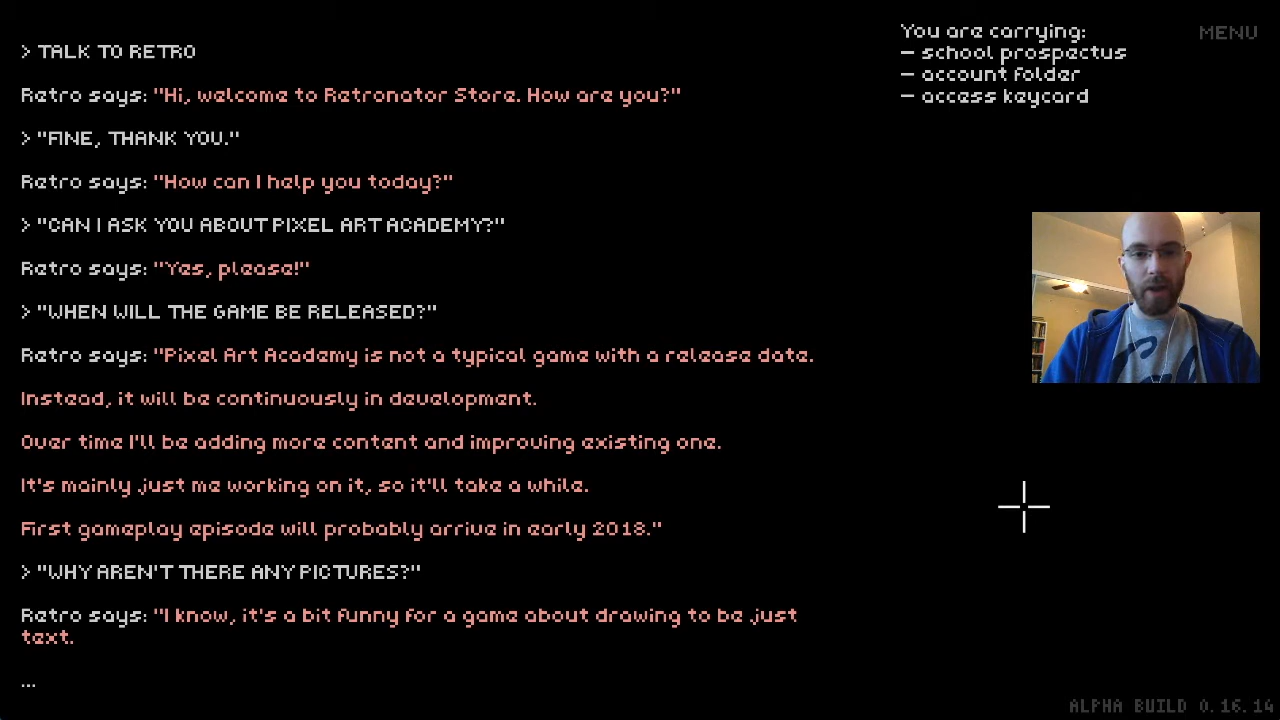 > TALK TO RETRO
Retro says: "Hi, welcome to Retronator Store. How are you?"
> "FINE, THANK YOU."
Retro says: "How can I help you today?"
> "CAN I ASK YOU ABOUT PIXEL ART ACADEMY?"
Retro says: "Yes, please!"
> "WHEN WILL THE GAME BE RELEASED?"
Retro says: "Pixel Art Academy is not a typical game with a release date.
Instead, it will be continuously in development.
Over time I'll be adding more content and improving existing one.
It's mainly just me working on it, so it'll take a while.
First gameplay episode will probably arrive in early 2018."
> "WHY AREN'T THERE ANY PICTURES?"
Retro says: "I know, it's a bit funny for a game about drawing to be just
text.
...
You are carrying:
– school prospectus
– account folder
– access keycard
MENU
ALPHA BUILD 0.16.14